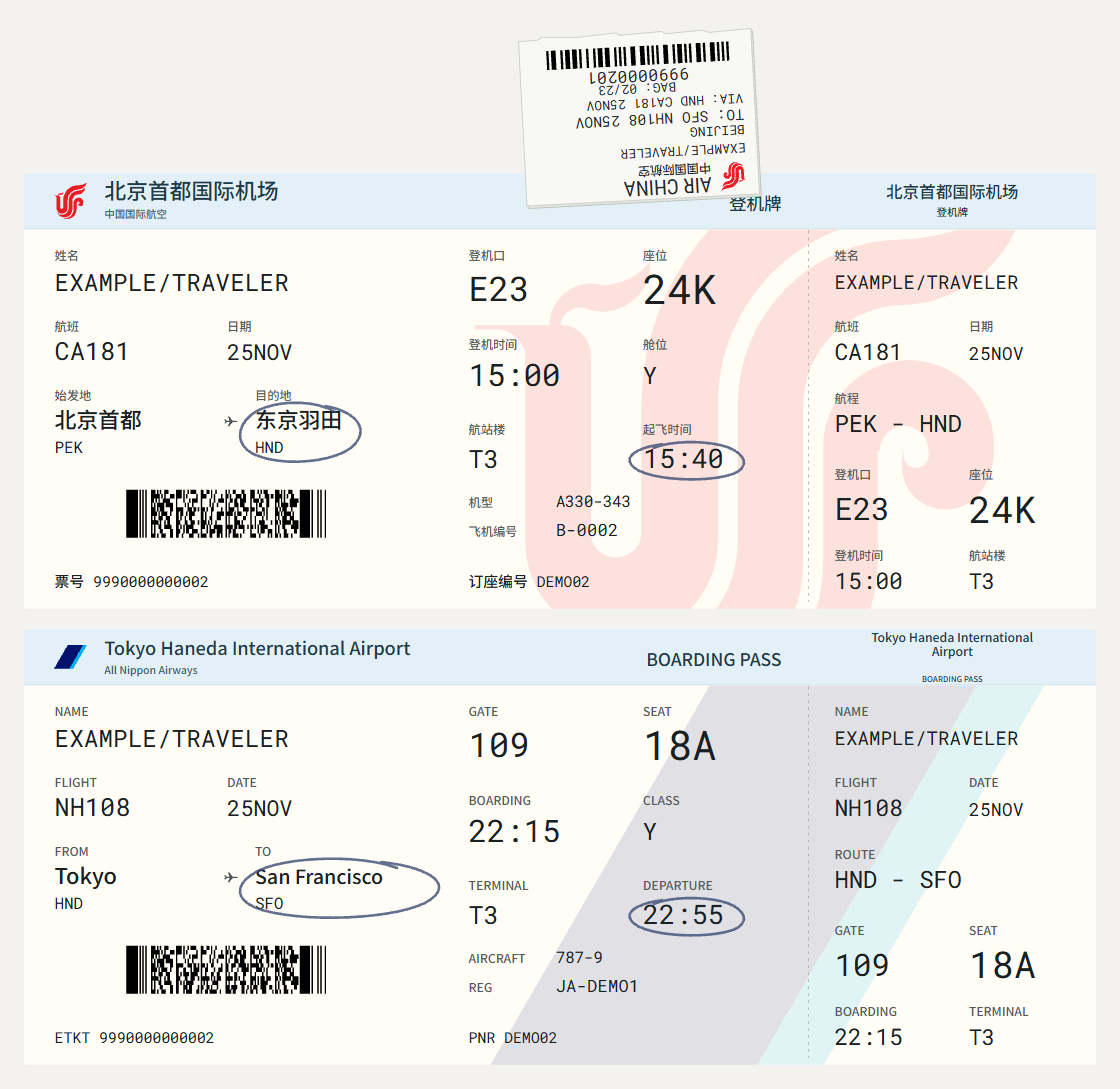 AIR CHINA
中国国际航空
EXAMPLE/TRAVELER
BEIJING
TO: SFO NH108 25NOV
VIA: HND CA181 25NOV
BAG: 02/23
9990000201
北京首都国际机场
中国国际航空
登机牌
北京首都国际机场
登机牌
姓名
EXAMPLE/TRAVELER
航班 日期
CA181 25NOV
始发地 目的地
北京首都 东京羽田
PEK HND
票号 9990000000002
登机口 座位
E23 24K
登机时间 舱位
15:00 Y
航站楼 起飞时间
T3 15:40
机型 A330-343
飞机编号 B-0002
订座编号 DEMO02
姓名
EXAMPLE/TRAVELER
航班 日期
CA181 25NOV
航程
PEK - HND
登机口 座位
E23 24K
登机时间 航站楼
15:00 T3
Tokyo Haneda International Airport
All Nippon Airways
BOARDING PASS
Tokyo Haneda International
Airport
BOARDING PASS
NAME
EXAMPLE/TRAVELER
FLIGHT DATE
NH108 25NOV
FROM TO
Tokyo San Francisco
HND SFO
ETKT 9990000000002
GATE SEAT
109 18A
BOARDING CLASS
22:15 Y
TERMINAL DEPARTURE
T3 22:55
AIRCRAFT 787-9
REG JA-DEMO1
PNR DEMO02
NAME
EXAMPLE/TRAVELER
FLIGHT DATE
NH108 25NOV
ROUTE
HND - SFO
GATE SEAT
109 18A
BOARDING TERMINAL
22:15 T3